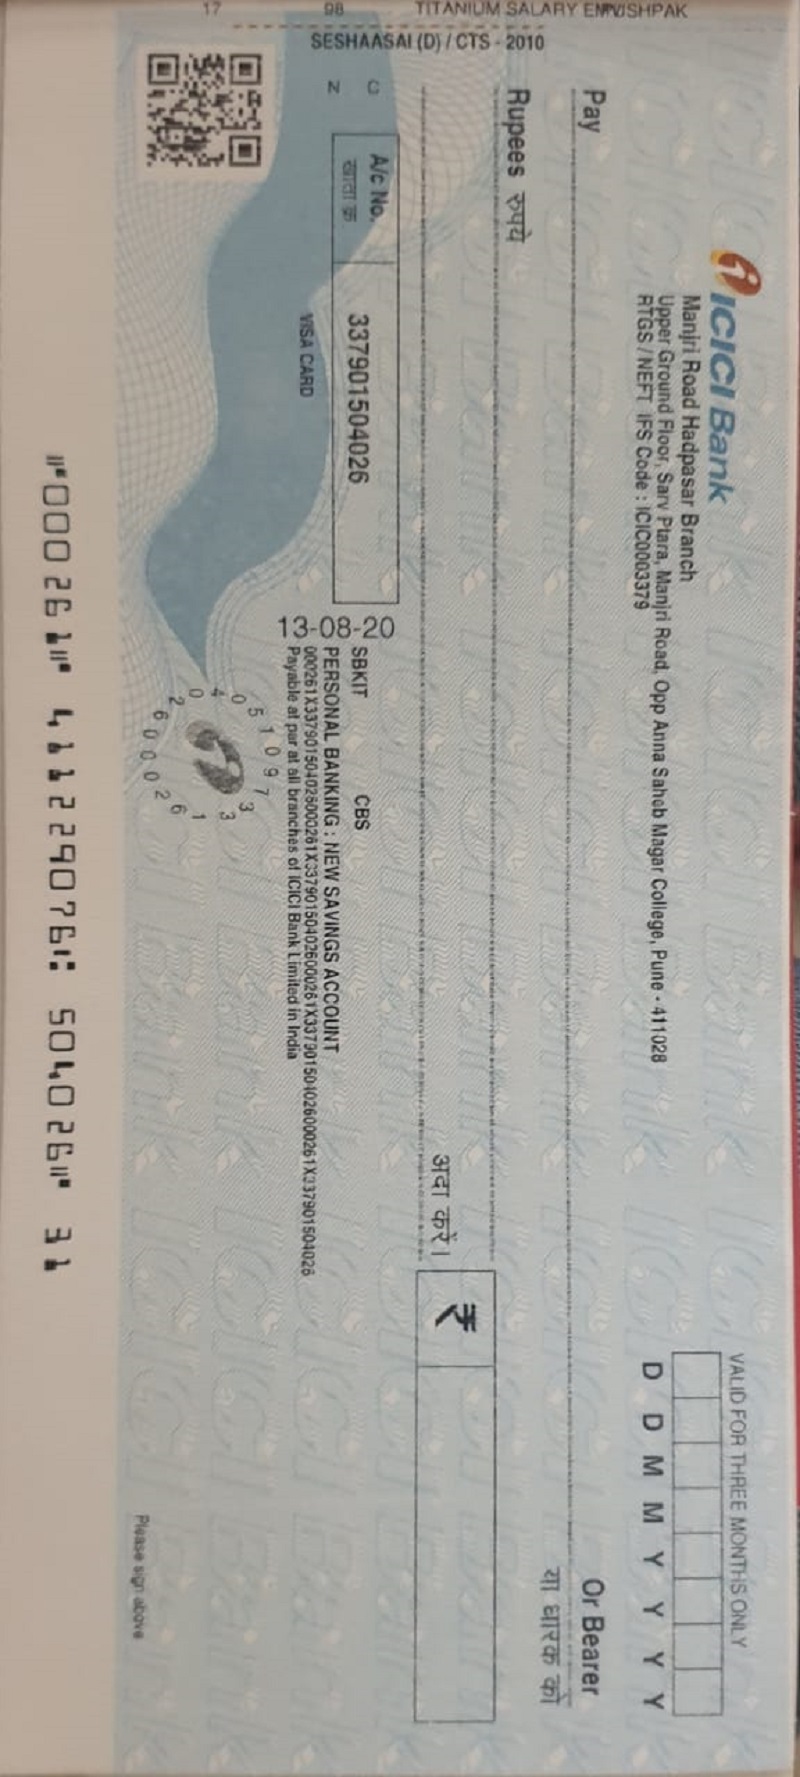 ICICI Bank
Manjri Road Hadpasar Branch
Upper Ground Floor, Sarv Ptara, Manjri Road, Opp Anna Saheb Magar College, Pune - 411028
RTGS / NEFT IFS Code : ICIC0003379
VALID FOR THREE MONTHS ONLY
D D M M Y Y Y Y
Pay
Or Bearer
या धारक को
Rupees रुपये
अदा करें।
₹
A/c No.
खाता क्र
337901504026
VISA CARD
C
N
SBKIT CBS
PERSONAL BANKING : NEW SAVINGS ACCOUNT
000261X337901504026000261X337901504026000261X337901504026000261X337901504026
Payable at par at all branches of ICICI Bank Limited in India
13-08-20
Please sign above
SESHAASAI (D) / CTS - 2010
17 98 TITANIUM SALARY
"000261" 411229076: 504026" 31